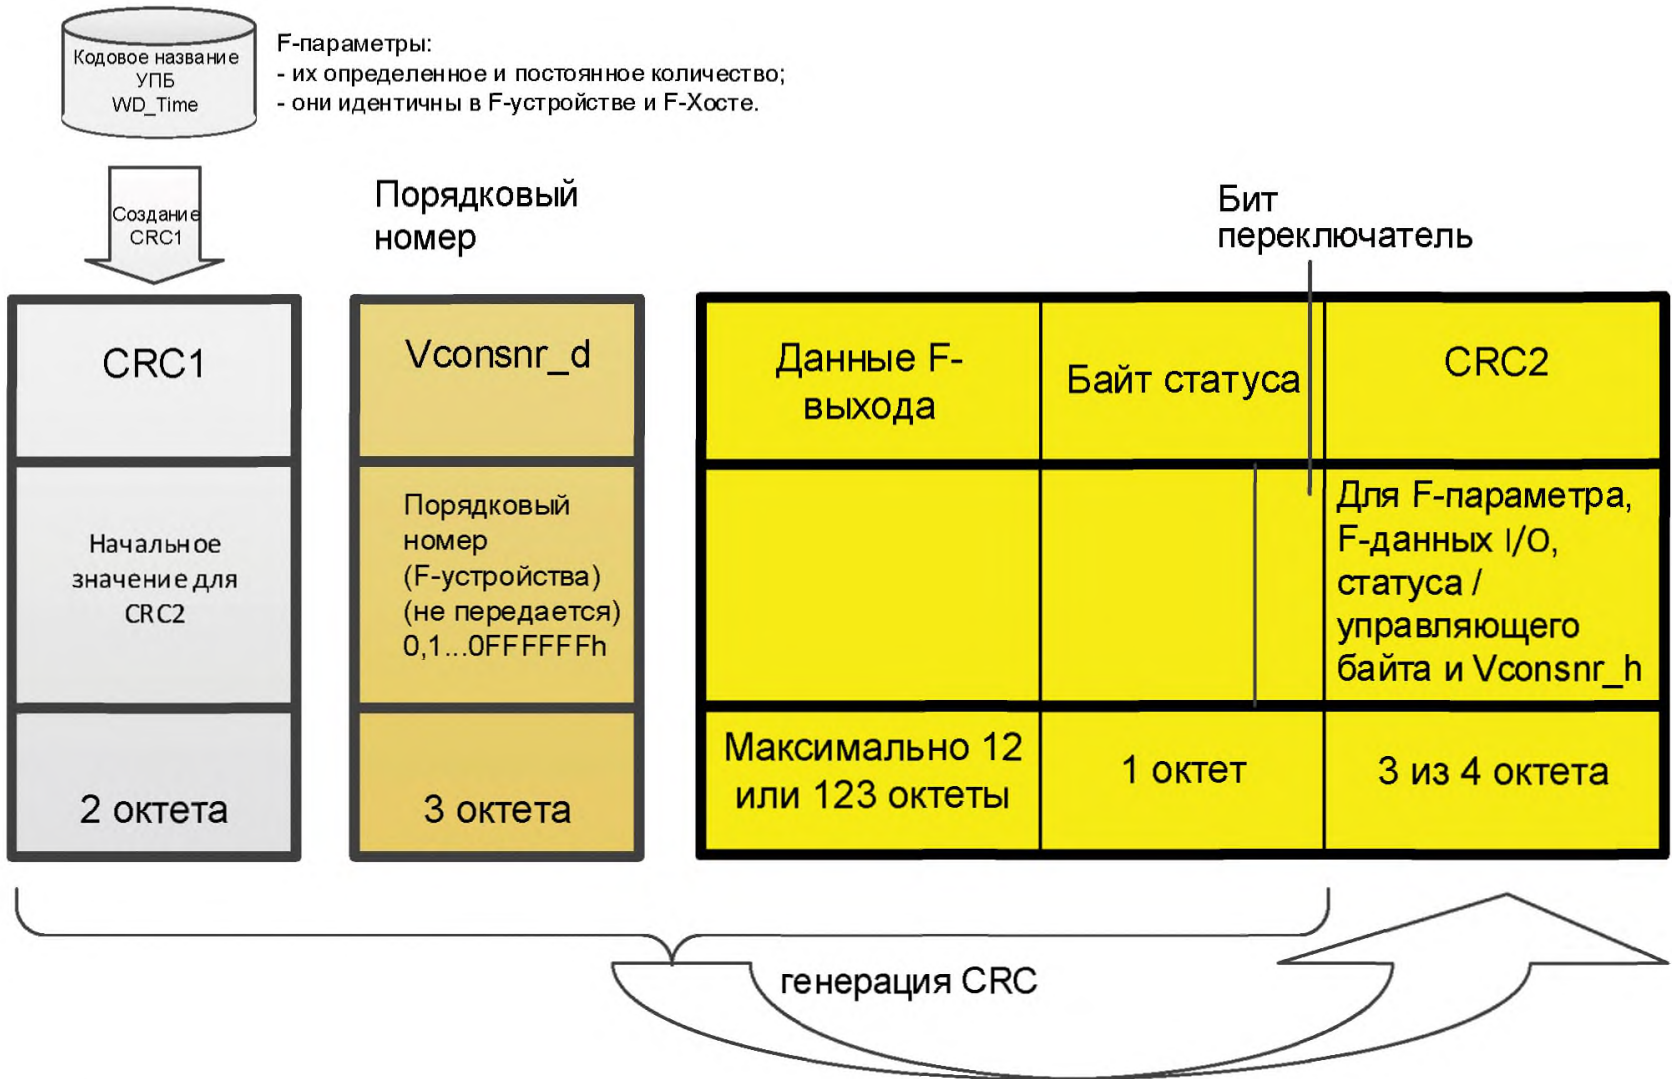 Кодовое название
УПБ
WD_Time
F-параметры:
- их определенное и постоянное количество;
- они идентичны в F-устройстве и F-Хосте.
Создание
CRC1
Порядковый
номер
Бит
переключатель
CRC1
Vconsnr_d
Данные F-
выхода
Байт статуса
CRC2
Начальное
значение для
CRC2
Порядковый
номер
(F-устройства)
(не передается)
0,1...0FFFFFFh
Для F-параметра,
F-данных I/O,
статуса /
управляющего
байта и Vconsnr_h
2 октета
3 октета
Максимально 12
или 123 октеты
1 октет
3 из 4 октета
генерация CRC